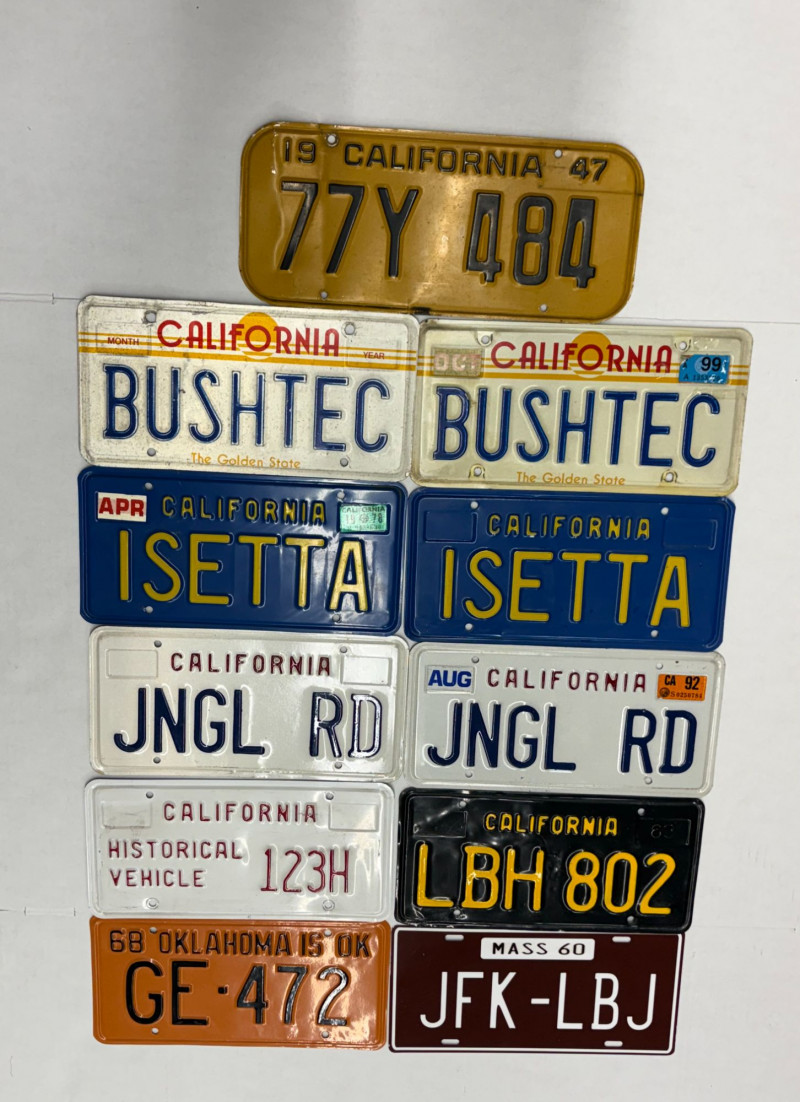 19 CALIFORNIA 47
77Y 484
MONTH CALIFORNIA YEAR
BUSHTEC
The Golden State
OCT CALIFORNIA 99
BUSHTEC
The Golden State
APR CALIFORNIA
ISETTA
CALIFORNIA
ISETTA
CALIFORNIA
JNGL RD
AUG CALIFORNIA CA 92
JNGL RD
CALIFORNIA
HISTORICAL
VEHICLE 123H
CALIFORNIA 63
LBH 802
68 OKLAHOMA IS OK
GE·472
MASS 60
JFK-LBJ